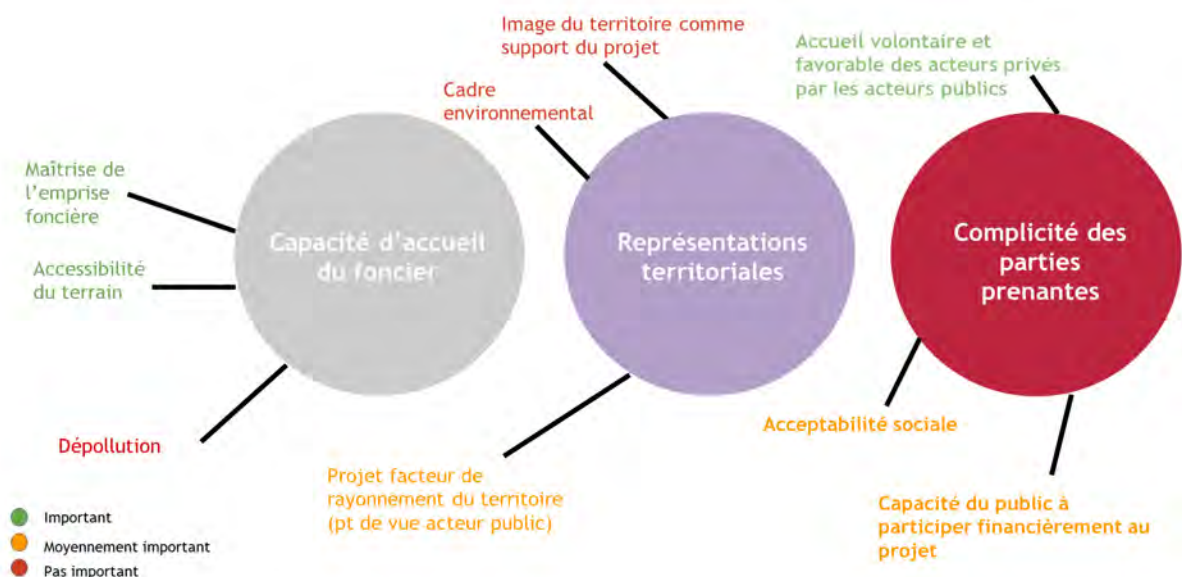 Image du territoire comme
support du projet
Accueil volontaire et
favorable des acteurs privés
par les acteurs publics
Cadre
environnemental
Maîtrise de
l'emprise
foncière
Accessibilité
du terrain
Capacité d'accueil
du foncier
Représentations
territoriales
Complicité des
parties
prenantes
Dépollution
Projet facteur de
rayonnement du territoire
(pt de vue acteur public)
Acceptabilité sociale
Capacité du public à
participer financièrement au
projet
Important
Moyennement important
Pas important